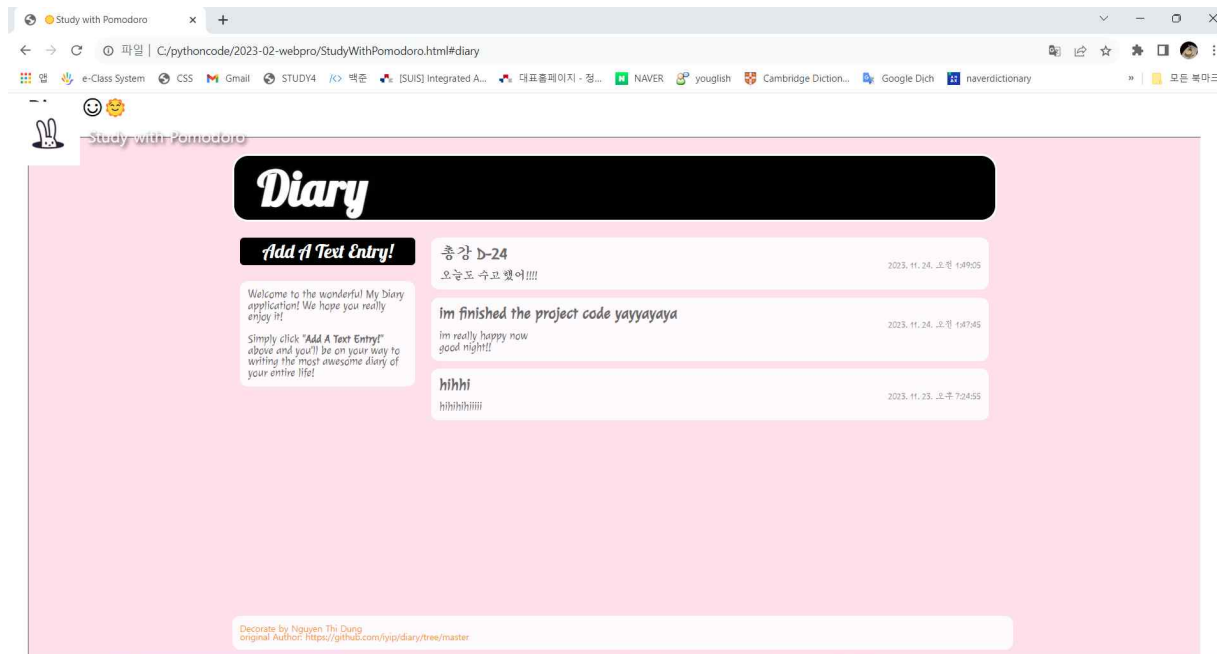 Study with Pomodoro
파일 | C:/pythoncode/2023-02-webpro/StudyWithPomodoro.html#diary
앱 e-Class System CSS Gmail STUDY4 백준 [SUIS] Integrated A... 대표홈페이지 - 정... NAVER youglish Cambridge Diction... Google Dịch naverdictionary » 모든 북마크
Study with Pomodoro
Diary
Add A Text Entry!
Welcome to the wonderful My Diary
application! We hope you really
enjoy it!
Simply click "Add A Text Entry!"
above and you'll be on your way to
writing the most awesome diary of
your entire life!
종강 D-24
오늘도 수고했어!!!!
2023. 11. 24. 오전 1:49:05
im finished the project code yayyayaya
im really happy now
good night!!
2023. 11. 24. 오전 1:47:45
hihhi
hihihihiiiii
2023. 11. 23. 오후 7:24:55
Decorate by Nguyen Thi Dung
original Author: https://github.com/iyip/diary/tree/master